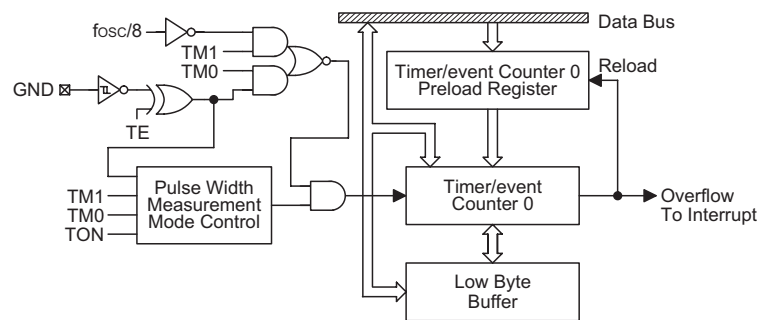 Data Bus
fosc/8
TM1
TM0
GND
TE
Timer/event Counter 0
Preload Register
Reload
TM1
TM0
TON
Pulse Width
Measurement
Mode Control
Timer/event
Counter 0
Overflow
To Interrupt
Low Byte
Buffer